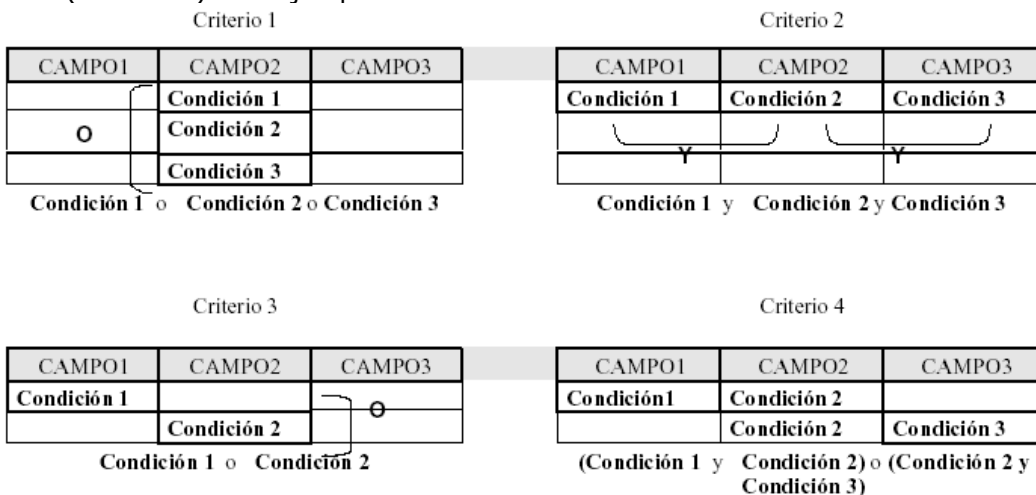 Criterio 1
CAMPO1 CAMPO2 CAMPO3
Condición 1
O Condición 2
Condición 3
Condición 1 o Condición 2 o Condición 3
Criterio 2
CAMPO1 CAMPO2 CAMPO3
Condición 1 Condición 2 Condición 3
Y Y
Condición 1 y Condición 2 y Condición 3
Criterio 3
CAMPO1 CAMPO2 CAMPO3
Condición 1
O
Condición 2
Condición 1 o Condición 2
Criterio 4
CAMPO1 CAMPO2 CAMPO3
Condición1 Condición 2
Condición 2 Condición 3
(Condición 1 y Condición 2) o (Condición 2 y
Condición 3)